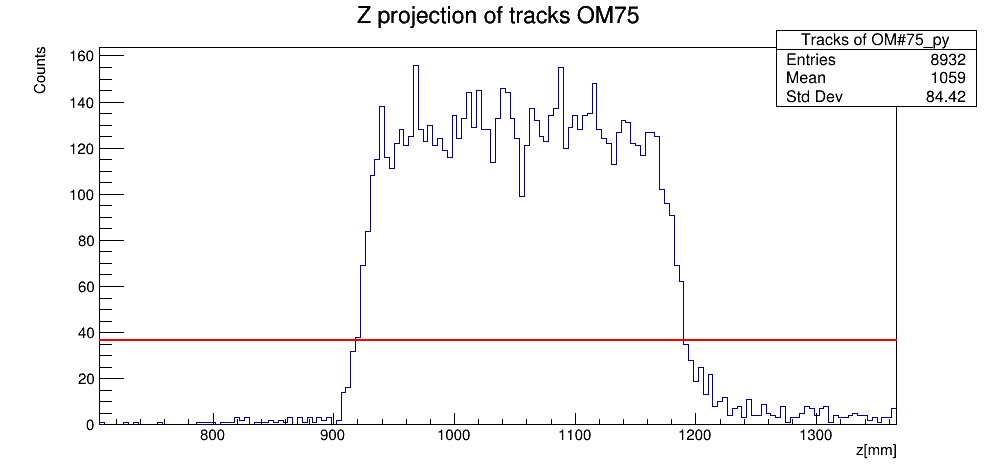 Z projection of tracks OM75
Counts
Tracks of OM#75_py
Entries 8932
Mean 1059
Std Dev 84.42
160
140
120
100
80
60
40
20
0
800 900 1000 1100 1200 1300
z[mm]